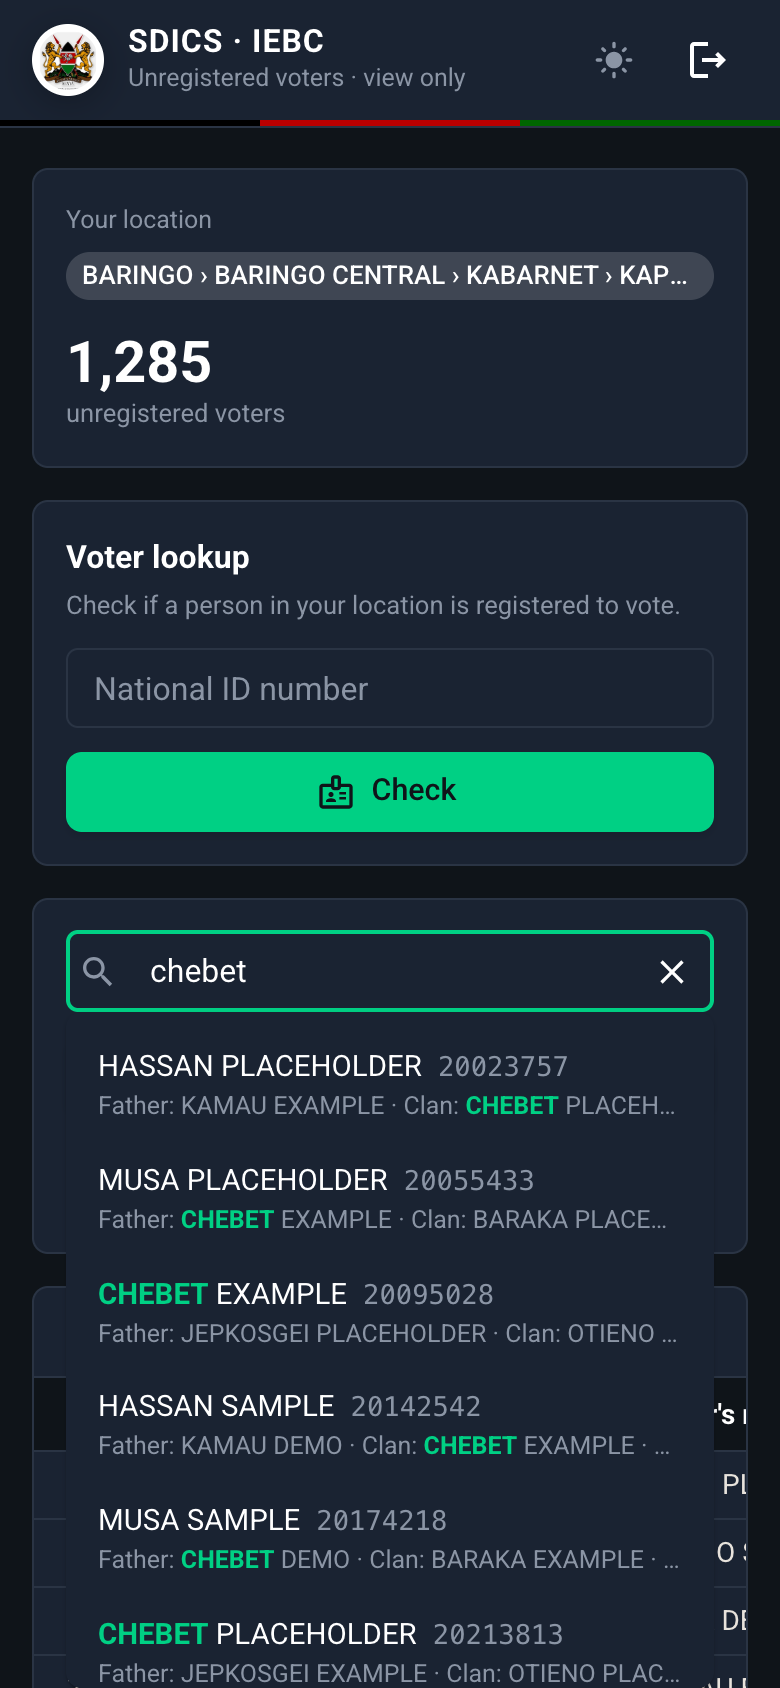 SDICS · IEBC
Unregistered voters · view only
Your location
BARINGO › BARINGO CENTRAL › KABARNET › KAP...
1,285
unregistered voters
Voter lookup
Check if a person in your location is registered to vote.
National ID number
Check
chebet
HASSAN PLACEHOLDER 20023757
Father: KAMAU EXAMPLE · Clan: CHEBET PLACEH...
MUSA PLACEHOLDER 20055433
Father: CHEBET EXAMPLE · Clan: BARAKA PLACE...
CHEBET EXAMPLE 20095028
Father: JEPKOSGEI PLACEHOLDER · Clan: OTIENO ...
HASSAN SAMPLE 20142542
Father: KAMAU DEMO · Clan: CHEBET EXAMPLE · ...
MUSA SAMPLE 20174218
Father: CHEBET DEMO · Clan: BARAKA EXAMPLE · ...
CHEBET PLACEHOLDER 20213813
Father: JEPKOSGEI EXAMPLE · Clan: OTIENO PLAC...